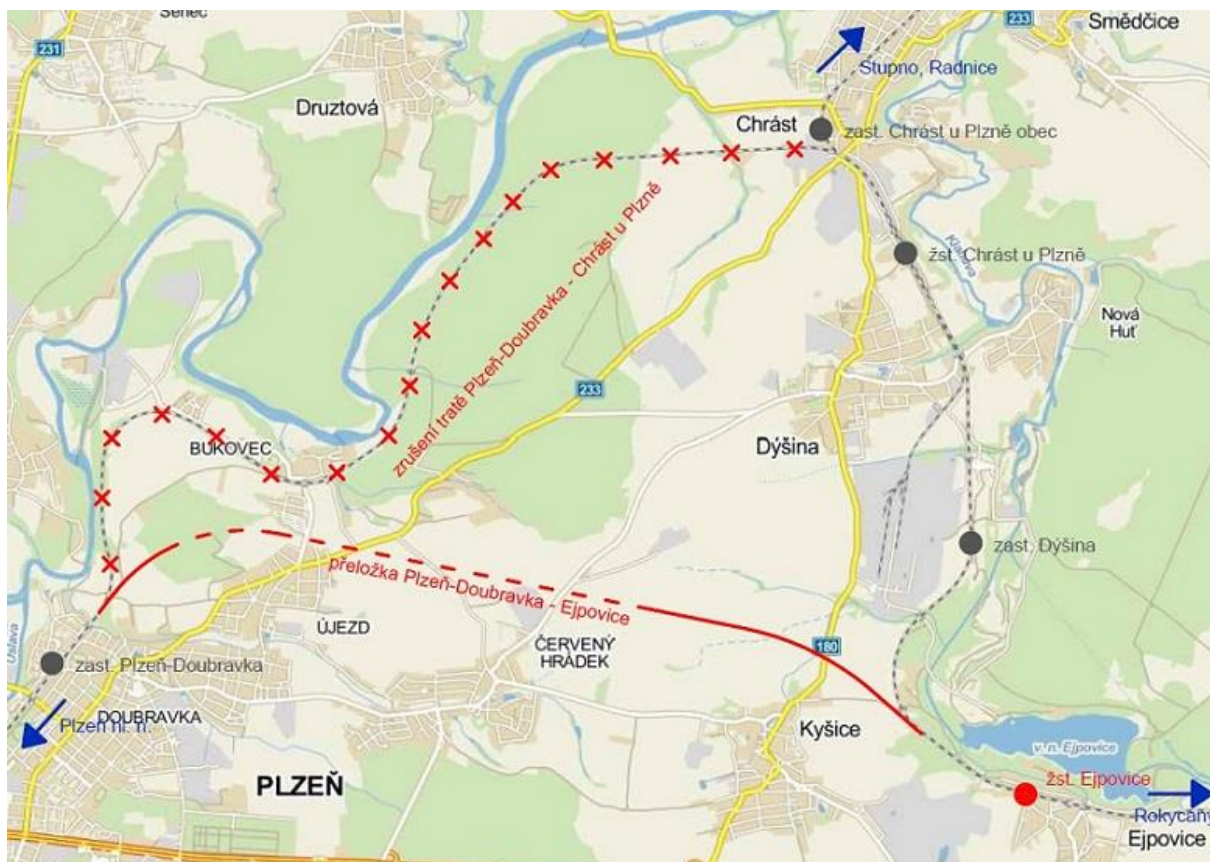 Senec
233
Smědčice
231
Stupno, Radnice
Druztová
Chrást
zast. Chrást u Plzně obec
zrušení tratě Plzeň-Doubravka - Chrást u Plzně
Klabava
žst. Chrást u Plzně
Nová
Huť
233
BUKOVEC
Dýšina
zast. Dýšina
přeložka Plzeň-Doubravka - Ejpovice
Úslava
ÚJEZD
ČERVENÝ
HRÁDEK
180
zast. Plzeň-Doubravka
DOUBRAVKA
Plzeň hl. n.
Kyšice
v. n. Ejpovice
PLZEŇ
žst. Ejpovice
Rokycany
Ejpovice